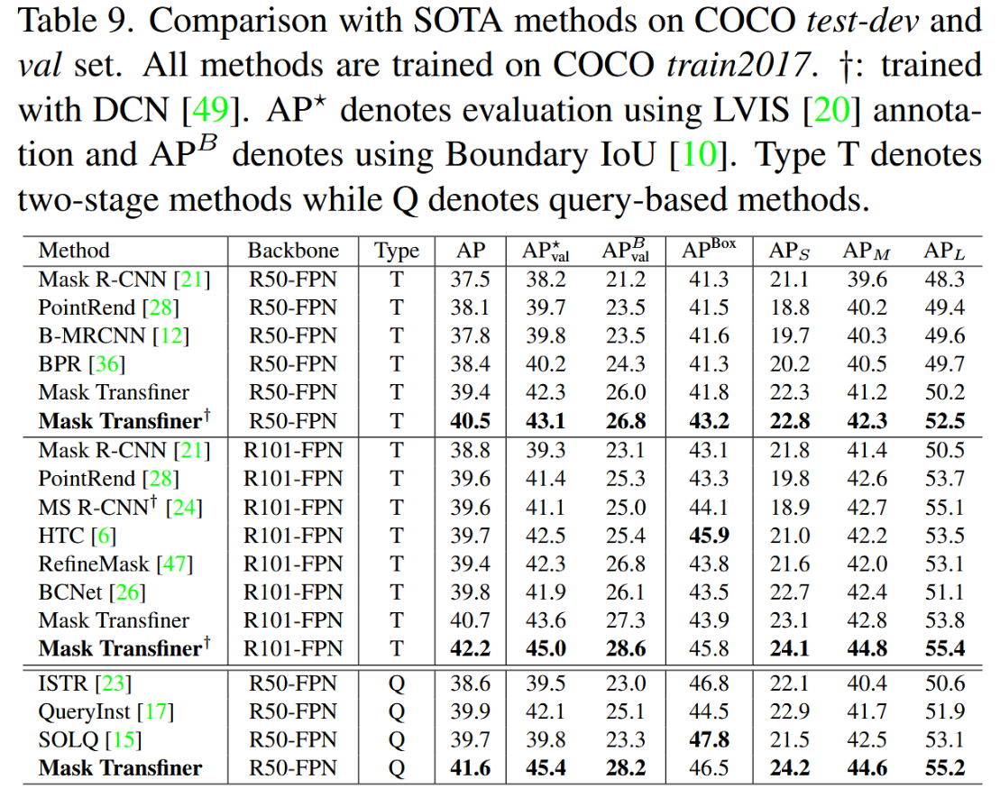 Table 9. Comparison with SOTA methods on COCO test-dev and
val set. All methods are trained on COCO train2017. †: trained
with DCN [49]. AP⋆ denotes evaluation using LVIS [20] annota-
tion and AP^B denotes using Boundary IoU [10]. Type T denotes
two-stage methods while Q denotes query-based methods.
Method Backbone Type AP AP⋆val AP^B val AP^Box AP_S AP_M AP_L
Mask R-CNN [21] R50-FPN T 37.5 38.2 21.2 41.3 21.1 39.6 48.3
PointRend [28] R50-FPN T 38.1 39.7 23.5 41.5 18.8 40.2 49.4
B-MRCNN [12] R50-FPN T 37.8 39.8 23.5 41.6 19.7 40.3 49.6
BPR [36] R50-FPN T 38.4 40.2 24.3 41.3 20.2 40.5 49.7
Mask Transfiner R50-FPN T 39.4 42.3 26.0 41.8 22.3 41.2 50.2
Mask Transfiner† R50-FPN T 40.5 43.1 26.8 43.2 22.8 42.3 52.5
Mask R-CNN [21] R101-FPN T 38.8 39.3 23.1 43.1 21.8 41.4 50.5
PointRend [28] R101-FPN T 39.6 41.4 25.3 43.3 19.8 42.6 53.7
MS R-CNN† [24] R101-FPN T 39.6 41.1 25.0 44.1 18.9 42.7 55.1
HTC [6] R101-FPN T 39.7 42.5 25.4 45.9 21.0 42.2 53.5
RefineMask [47] R101-FPN T 39.4 42.3 26.8 43.8 21.6 42.0 53.1
BCNet [26] R101-FPN T 39.8 41.9 26.1 43.5 22.7 42.4 51.1
Mask Transfiner R101-FPN T 40.7 43.6 27.3 43.9 23.1 42.8 53.8
Mask Transfiner† R101-FPN T 42.2 45.0 28.6 45.8 24.1 44.8 55.4
ISTR [23] R50-FPN Q 38.6 39.5 23.0 46.8 22.1 40.4 50.6
QueryInst [17] R50-FPN Q 39.9 42.1 25.1 44.5 22.9 41.7 51.9
SOLQ [15] R50-FPN Q 39.7 39.8 23.3 47.8 21.5 42.5 53.1
Mask Transfiner R50-FPN Q 41.6 45.4 28.2 46.5 24.2 44.6 55.2